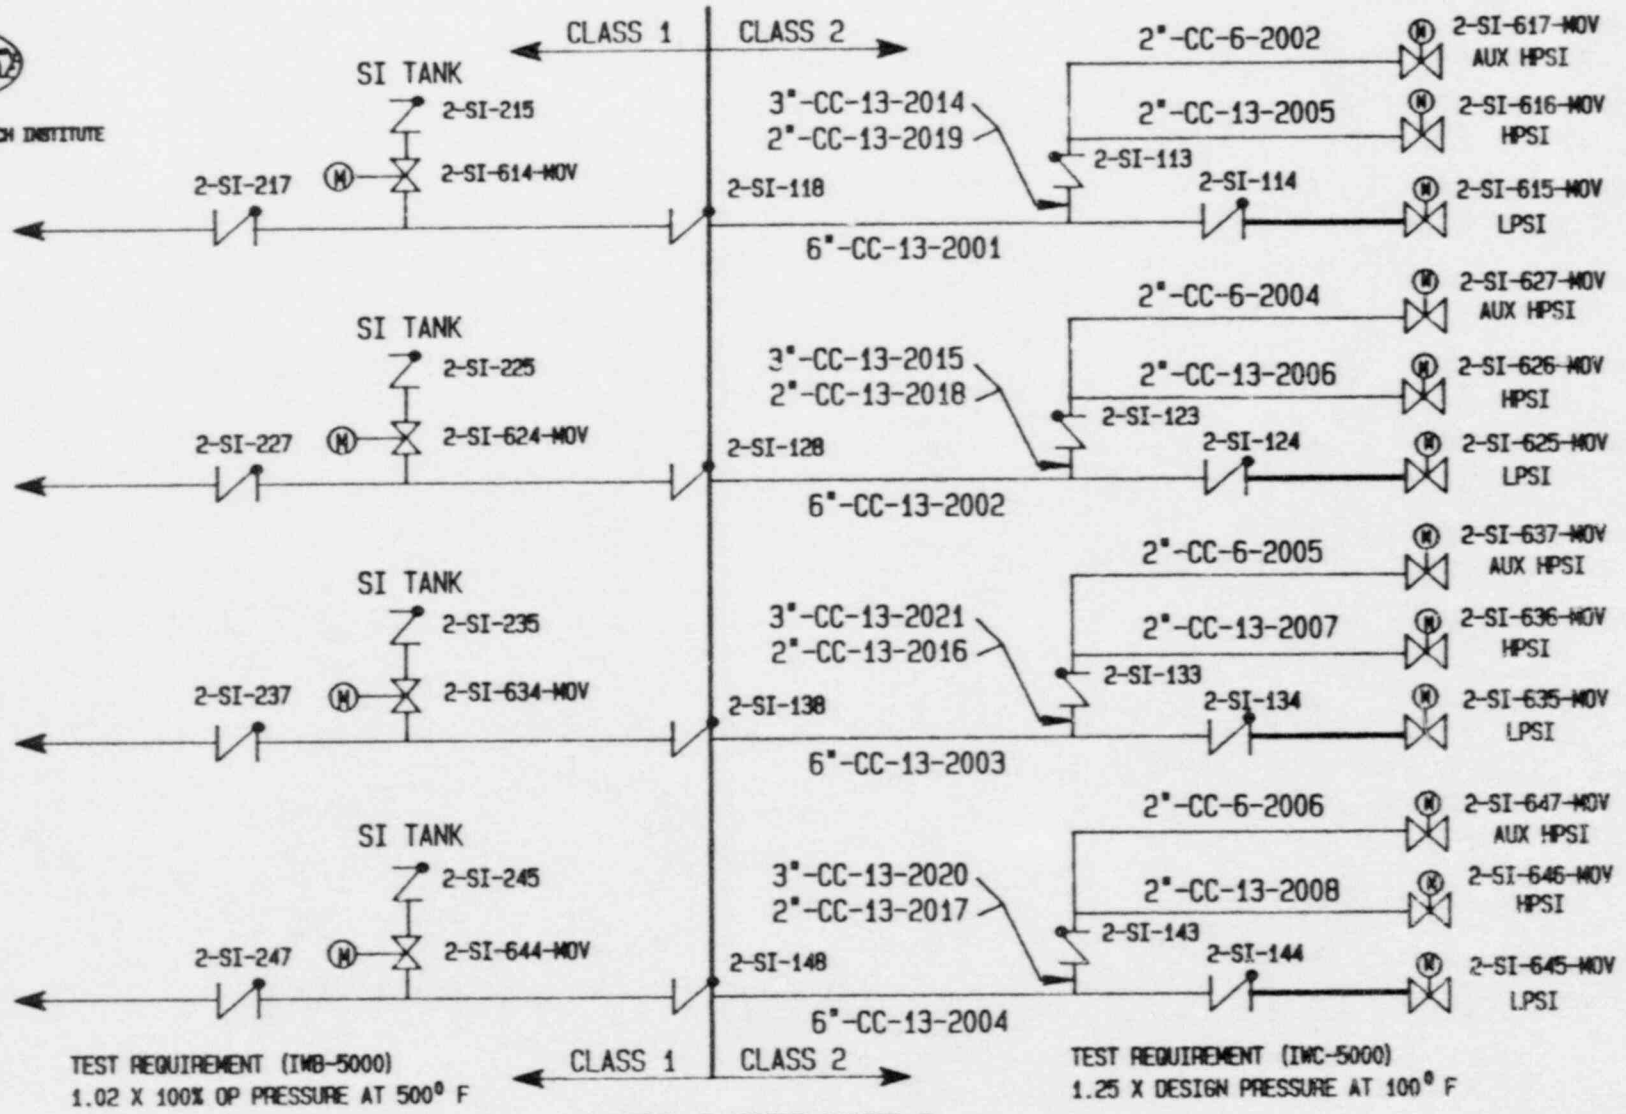 CLASS 1 CLASS 2
SI TANK
2-SI-215
2-SI-614-MOV
2-SI-217
2-SI-118
3"-CC-13-2014
2"-CC-13-2019
2"-CC-6-2002
2-SI-617-MOV
AUX HPSI
2"-CC-13-2005
2-SI-616-MOV
HPSI
2-SI-113
2-SI-114
2-SI-615-MOV
LPSI
6"-CC-13-2001
CH INSTITUTE
M
M
M
M
SI TANK
2-SI-225
2-SI-624-MOV
2-SI-227
2-SI-128
3"-CC-13-2015
2"-CC-13-2018
2"-CC-6-2004
2-SI-627-MOV
AUX HPSI
2"-CC-13-2006
2-SI-626-MOV
HPSI
2-SI-123
2-SI-124
2-SI-625-MOV
LPSI
6"-CC-13-2002
M
M
M
M
SI TANK
2-SI-235
2-SI-634-MOV
2-SI-237
2-SI-138
3"-CC-13-2021
2"-CC-13-2016
2"-CC-6-2005
2-SI-637-MOV
AUX HPSI
2"-CC-13-2007
2-SI-636-MOV
HPSI
2-SI-133
2-SI-134
2-SI-635-MOV
LPSI
6"-CC-13-2003
M
M
M
M
SI TANK
2-SI-245
2-SI-644-MOV
2-SI-247
2-SI-148
3"-CC-13-2020
2"-CC-13-2017
2"-CC-6-2006
2-SI-647-MOV
AUX HPSI
2"-CC-13-2008
2-SI-646-MOV
HPSI
2-SI-143
2-SI-144
2-SI-645-MOV
LPSI
6"-CC-13-2004
M
M
M
M
TEST REQUIREMENT (IWB-5000)
1.02 X 100% OP PRESSURE AT 500° F
CLASS 1 CLASS 2
TEST REQUIREMENT (IWC-5000)
1.25 X DESIGN PRESSURE AT 100° F